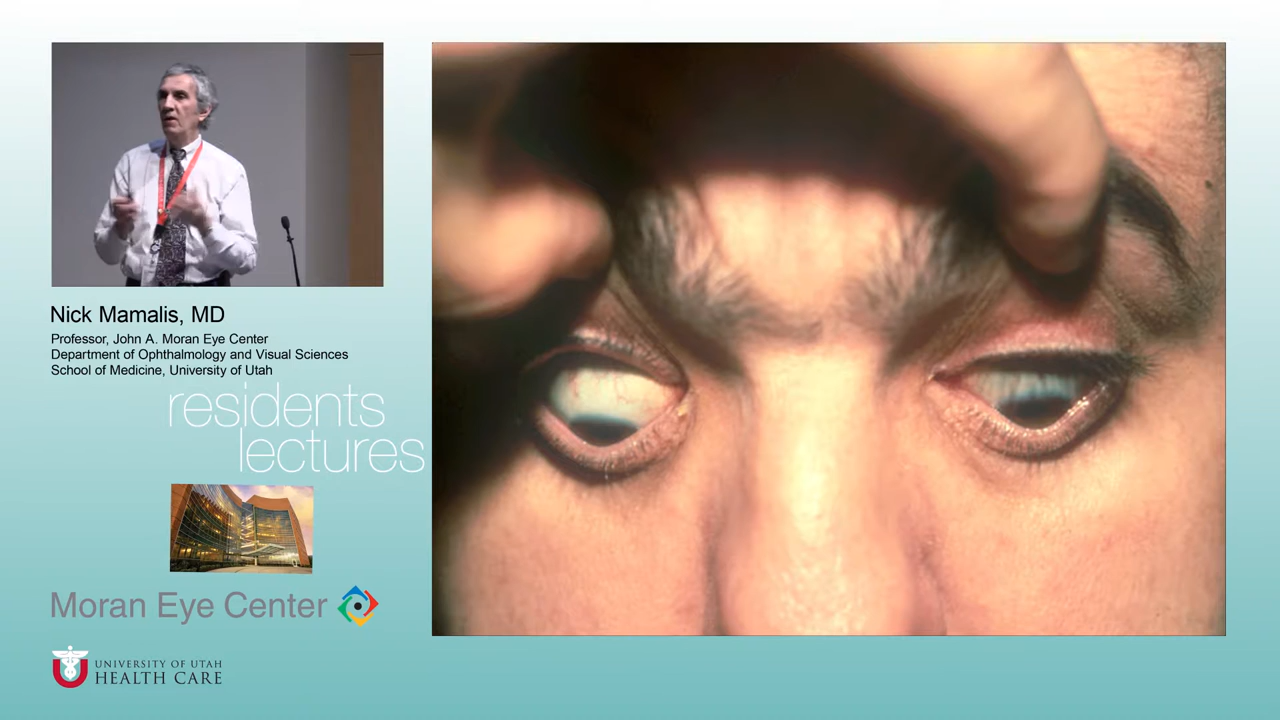 Nick Mamalis, MD
Professor, John A. Moran Eye Center
Department of Ophthalmology and Visual Sciences
School of Medicine, University of Utah
residents
lectures
Moran Eye Center
UNIVERSITY OF UTAH
HEALTH CARE